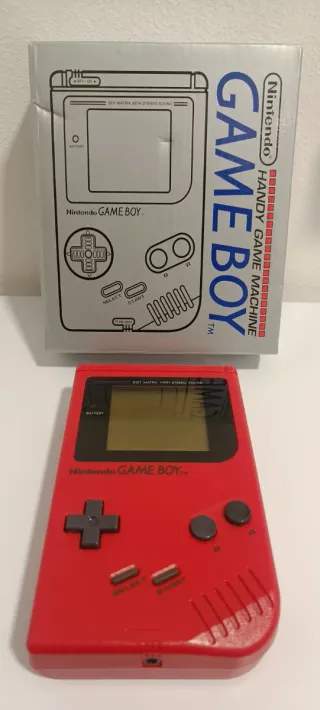 Nintendo
GAME BOY TM
HANDY GAME MACHINE
DOT MATRIX WITH STEREO SOUND
BATTERY
Nintendo GAME BOY
B A
SELECT START
DOT MATRIX WITH STEREO SOUND
BATTERY
Nintendo GAME BOY TM
B A
SELECT START